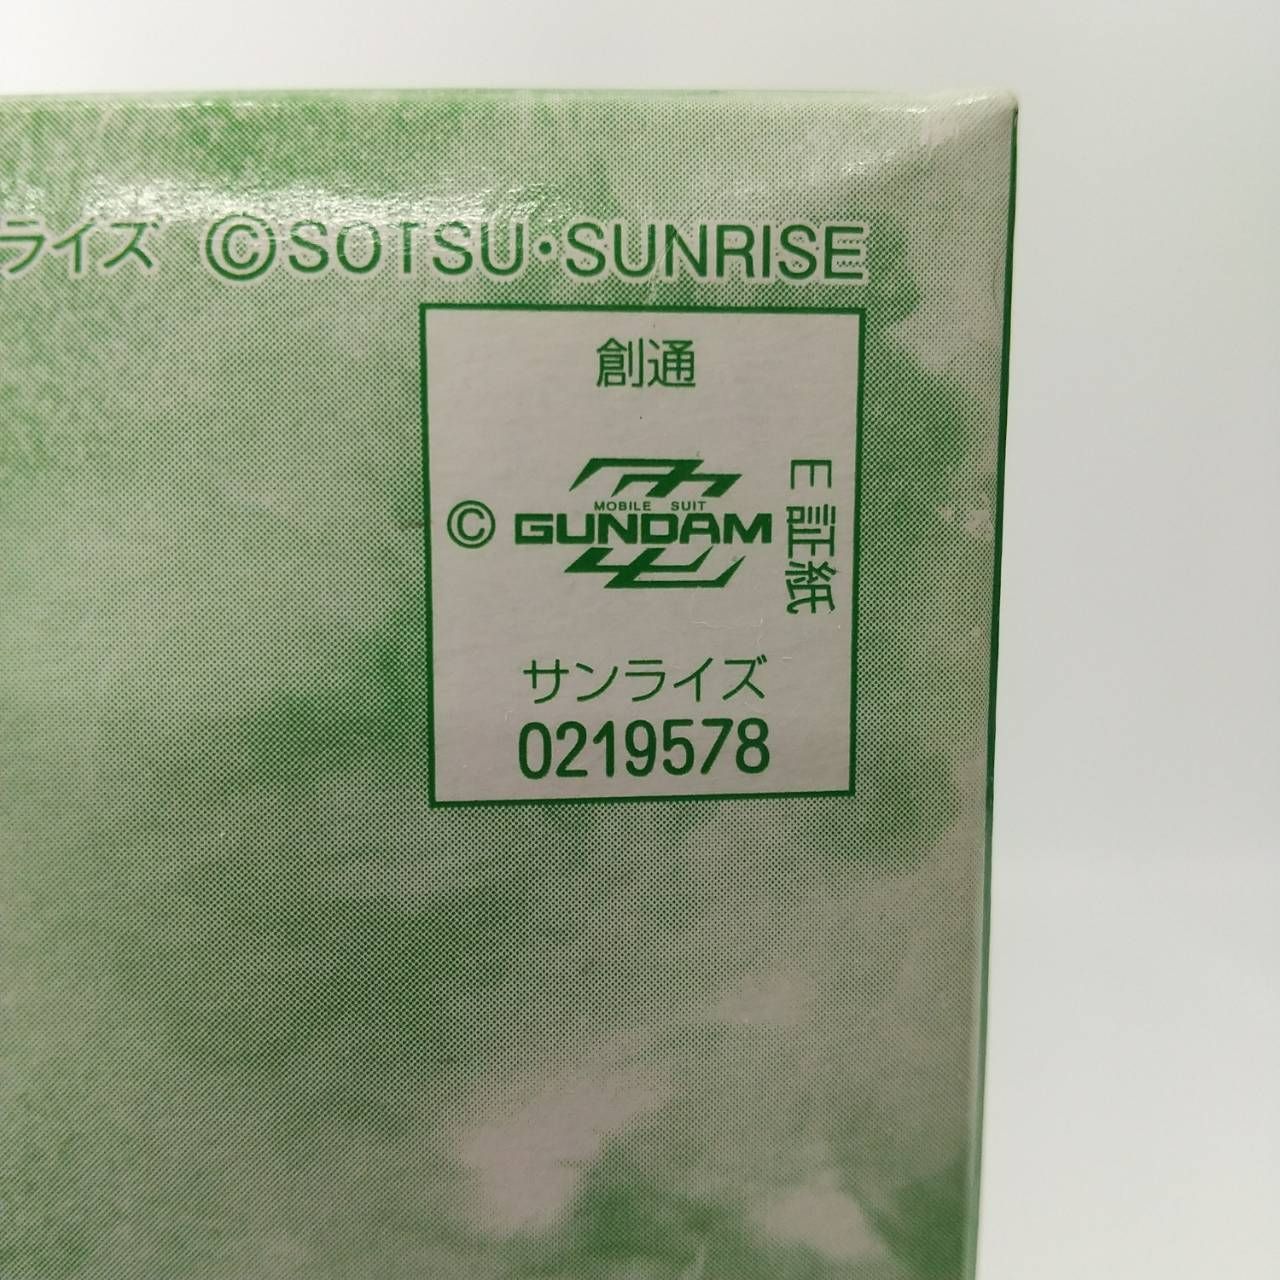 ライズ ©SOTSU・SUNRISE
創通
© MOBILE SUIT
GUNDAM
E 証紙
サンライズ
0219578